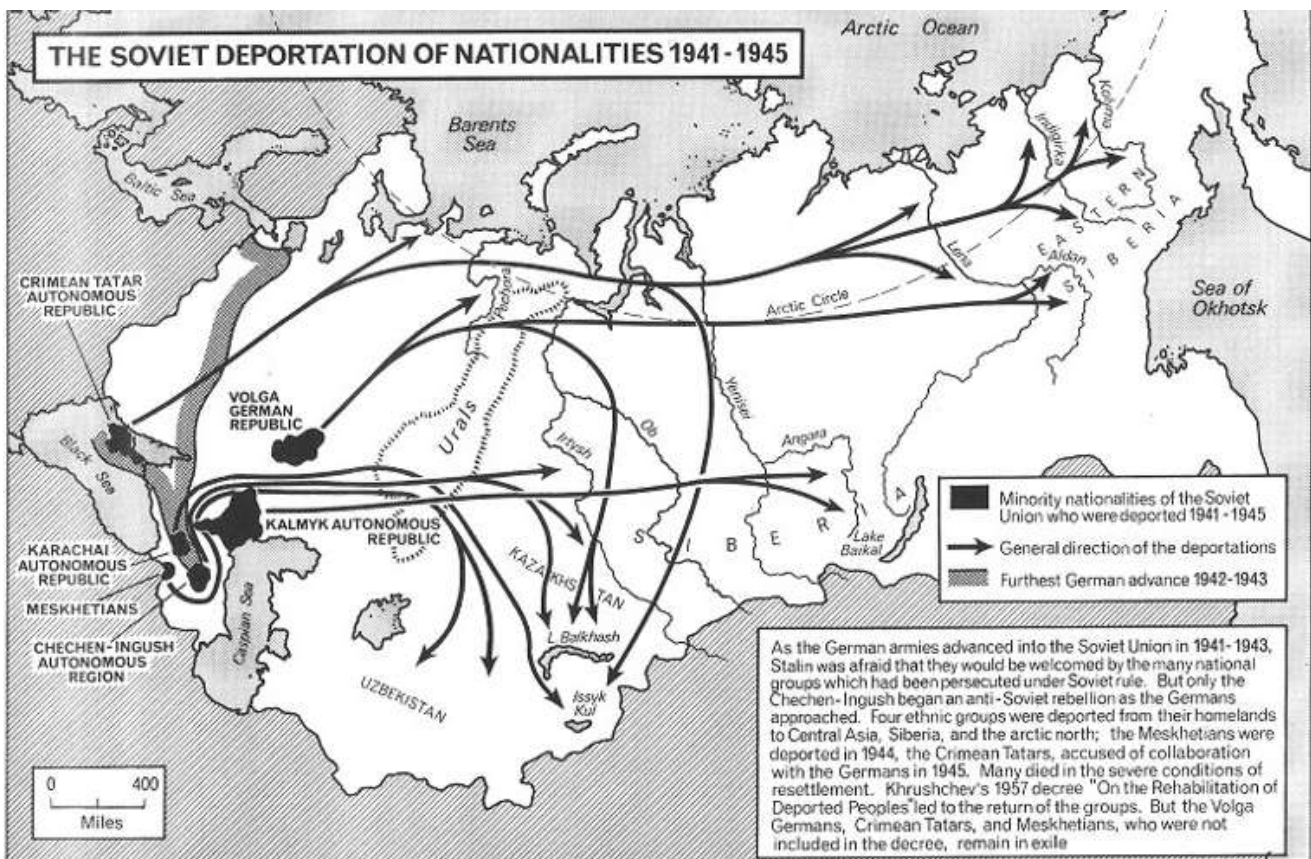 THE SOVIET DEPORTATION OF NATIONALITIES 1941-1945
Arctic Ocean
Barents
Sea
Baltic Sea
Kolyma
Indigirka
EASTERN
SIBERIA
Lena
Aldan
Sea of
Okhotsk
Arctic Circle
CRIMEAN TATAR
AUTONOMOUS
REPUBLIC
Pechora
VOLGA
GERMAN
REPUBLIC
Urals
Yenisei
Ob
Irtysh
Angara
Black Sea
SIBERIA
Lake
Baikal
KALMYK AUTONOMOUS
REPUBLIC
KARACHAI
AUTONOMOUS
REPUBLIC
MESKHETIANS
CHECHEN-INGUSH
AUTONOMOUS
REGION
Caspian Sea
KAZAKHSTAN
L. Balkhash
UZBEKISTAN
Issyk
Kul
0 400
Miles
Minority nationalities of the Soviet
Union who were deported 1941-1945
General direction of the deportations
Furthest German advance 1942-1943
As the German armies advanced into the Soviet Union in 1941-1943,
Stalin was afraid that they would be welcomed by the many national
groups which had been persecuted under Soviet rule. But only the
Chechen-Ingush began an anti-Soviet rebellion as the Germans
approached. Four ethnic groups were deported from their homelands
to Central Asia, Siberia, and the arctic north; the Meskhetians were
deported in 1944, the Crimean Tatars, accused of collaboration
with the Germans in 1945. Many died in the severe conditions of
resettlement. Khrushchev's 1957 decree "On the Rehabilitation of
Deported Peoples" led to the return of the groups. But the Volga
Germans, Crimean Tatars, and Meskhetians, who were not
included in the decree, remain in exile